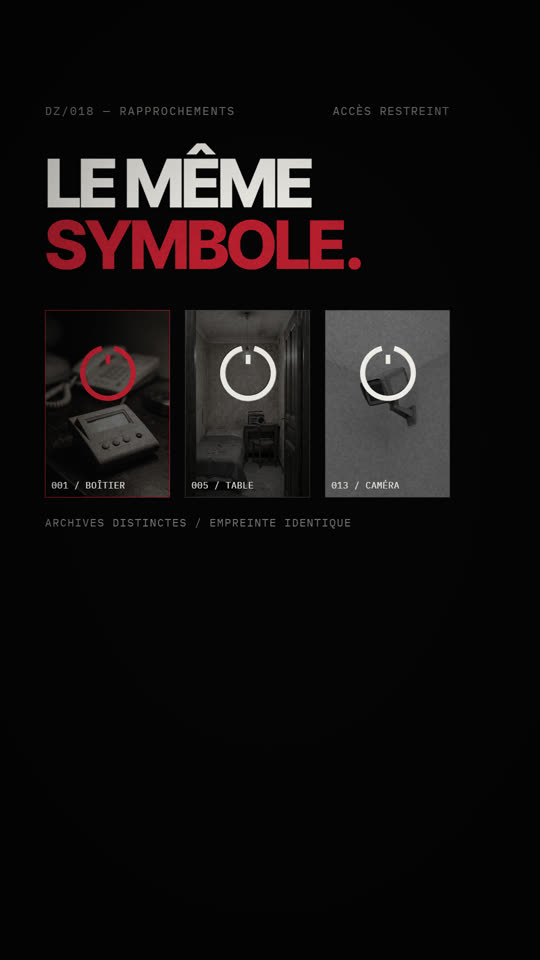 DZ/018 — RAPPROCHEMENTS
ACCÈS RESTREINT
LE MÊME
SYMBOLE.
001 / BOÎTIER
005 / TABLE
013 / CAMÉRA
ARCHIVES DISTINCTES / EMPREINTE IDENTIQUE